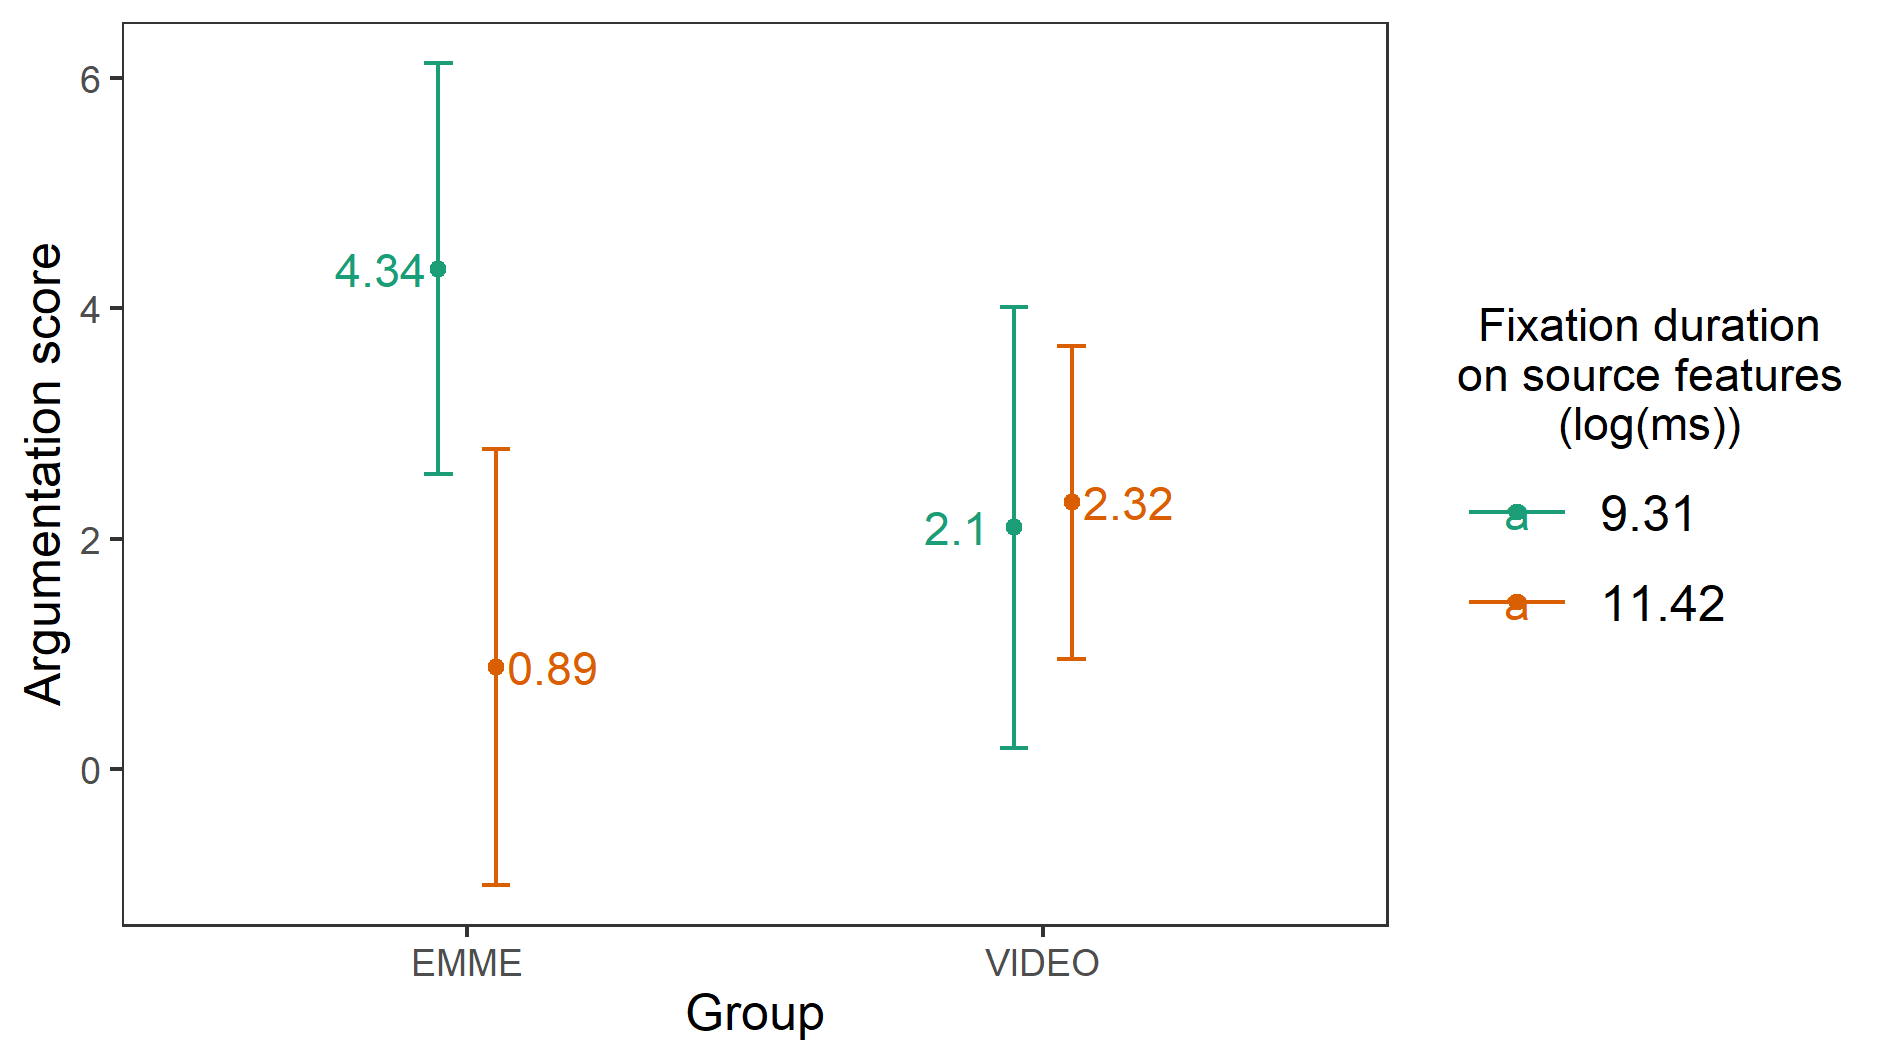 Argumentation score
6
4
2
0
4.34
0.89
2.1
2.32
EMME
VIDEO
Group
Fixation duration
on source features
(log(ms))
a 9.31
a 11.42